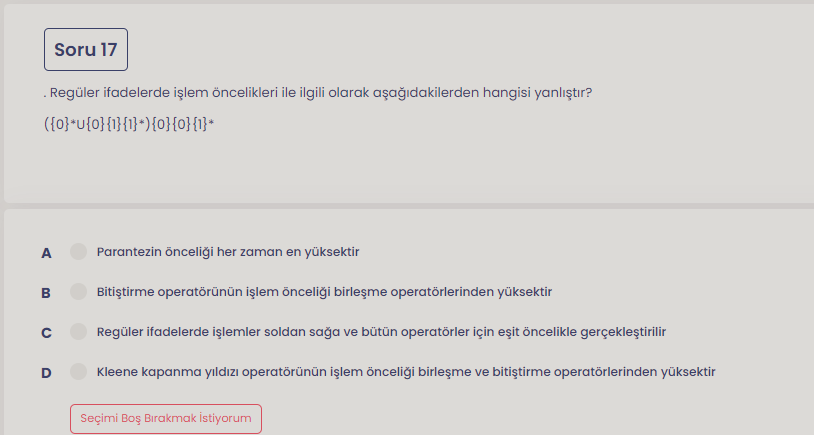 Soru 17
. Regüler ifadelerde işlem öncelikleri ile ilgili olarak aşağıdakilerden hangisi yanlıştır?
({0}*U{0}{1}{1}*){0}{0}{1}*
A Parantezin önceliği her zaman en yüksektir
B Bitiştirme operatörünün işlem önceliği birleşme operatörlerinden yüksektir
C Regüler ifadelerde işlemler soldan sağa ve bütün operatörler için eşit öncelikle gerçekleştirilir
D Kleene kapanma yıldızı operatörünün işlem önceliği birleşme ve bitiştirme operatörlerinden yüksektir
Seçimi Boş Bırakmak İstiyorum